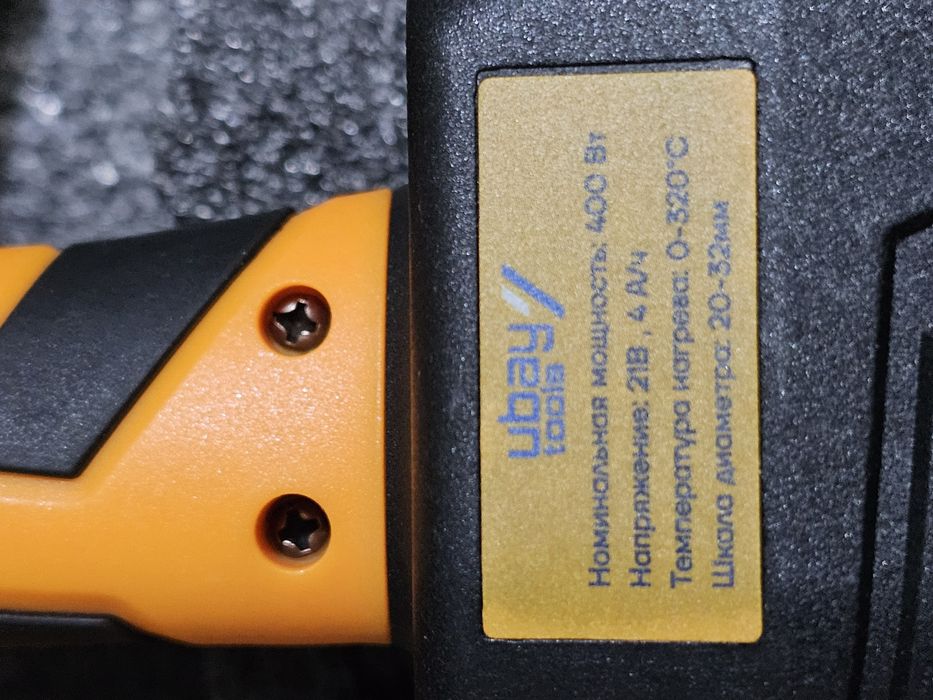 ubay
tools
Номинальная мощность: 400 Вт
Напряжение: 21В , 4 А/ч
Температура нагрева: 0-320°С
Шкала диаметра: 20-32мм